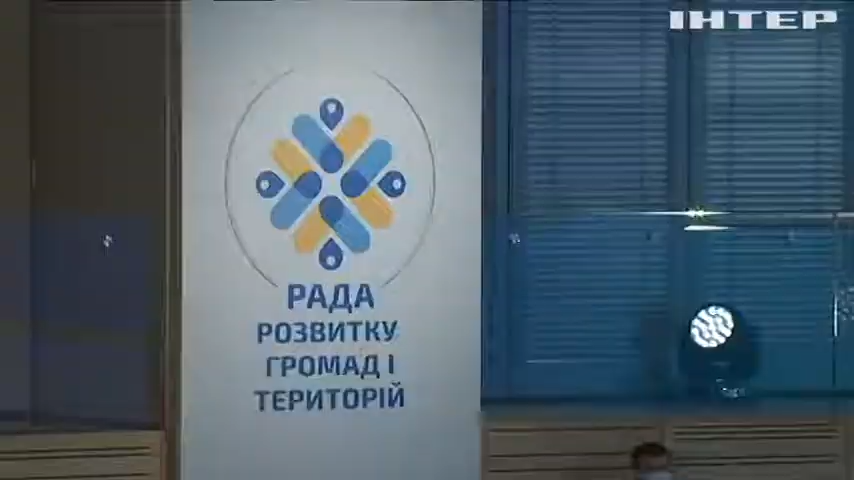 ІНТЕР
РАДА
РОЗВИТКУ
ГРОМАД І
ТЕРИТОРІЙ